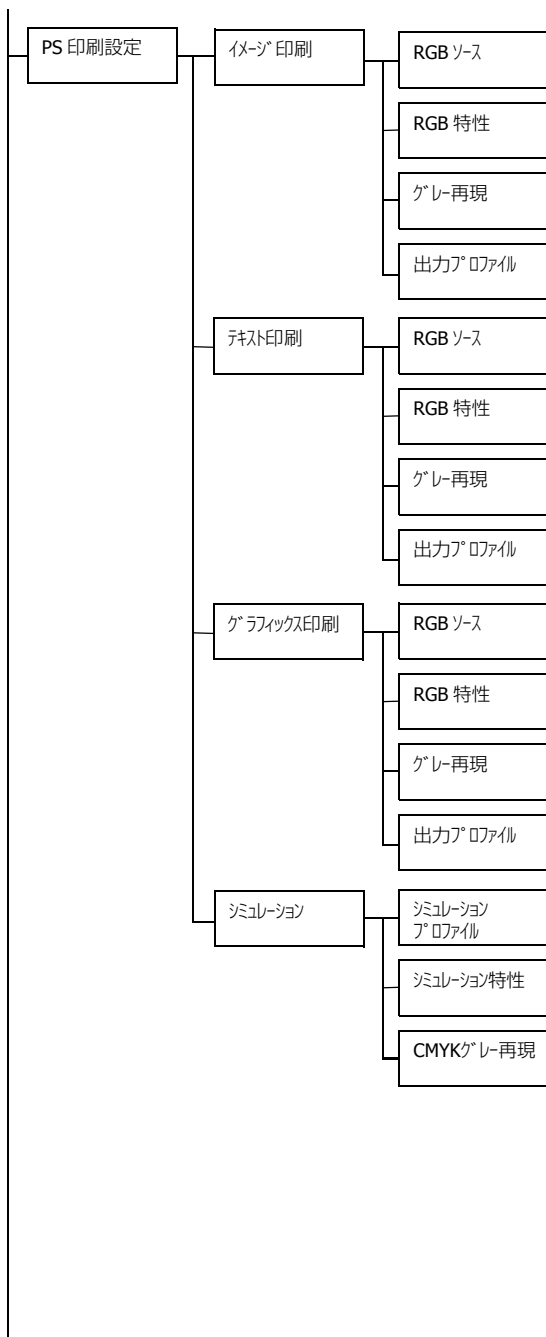 PS 印刷設定
ｲﾒｰｼﾞ印刷
RGB ｿｰｽ
RGB 特性
ｸﾞﾚｰ再現
出力ﾌﾟﾛﾌｧｲﾙ
ﾃｷｽﾄ印刷
RGB ｿｰｽ
RGB 特性
ｸﾞﾚｰ再現
出力ﾌﾟﾛﾌｧｲﾙ
ｸﾞﾗﾌｨｯｸｽ印刷
RGB ｿｰｽ
RGB 特性
ｸﾞﾚｰ再現
出力ﾌﾟﾛﾌｧｲﾙ
ｼﾐｭﾚｰｼｮﾝ
ｼﾐｭﾚｰｼｮﾝ
ﾌﾟﾛﾌｧｲﾙ
ｼﾐｭﾚｰｼｮﾝ特性
CMYKｸﾞﾚｰ再現